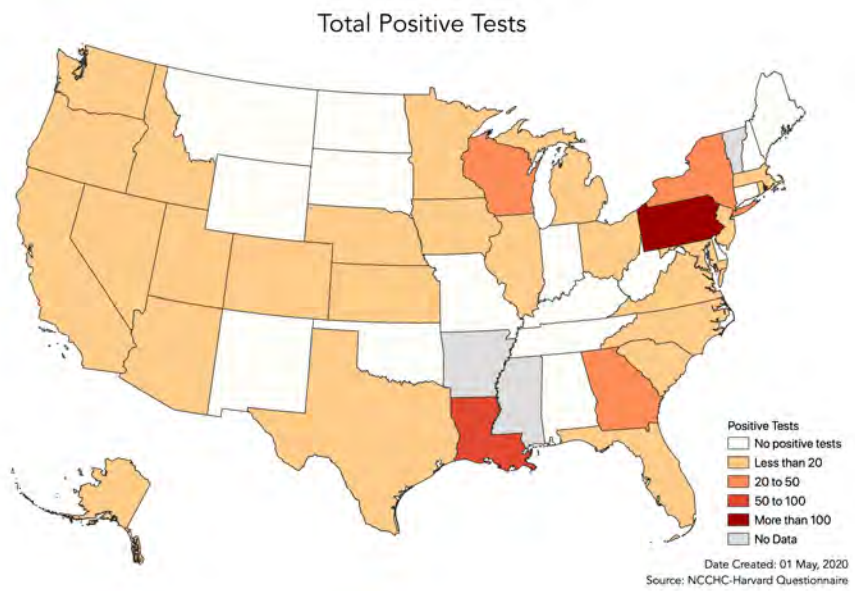 Total Positive Tests
Positive Tests
No positive tests
Less than 20
20 to 50
50 to 100
More than 100
No Data
Date Created: 01 May, 2020
Source: NCCHC-Harvard Questionnaire